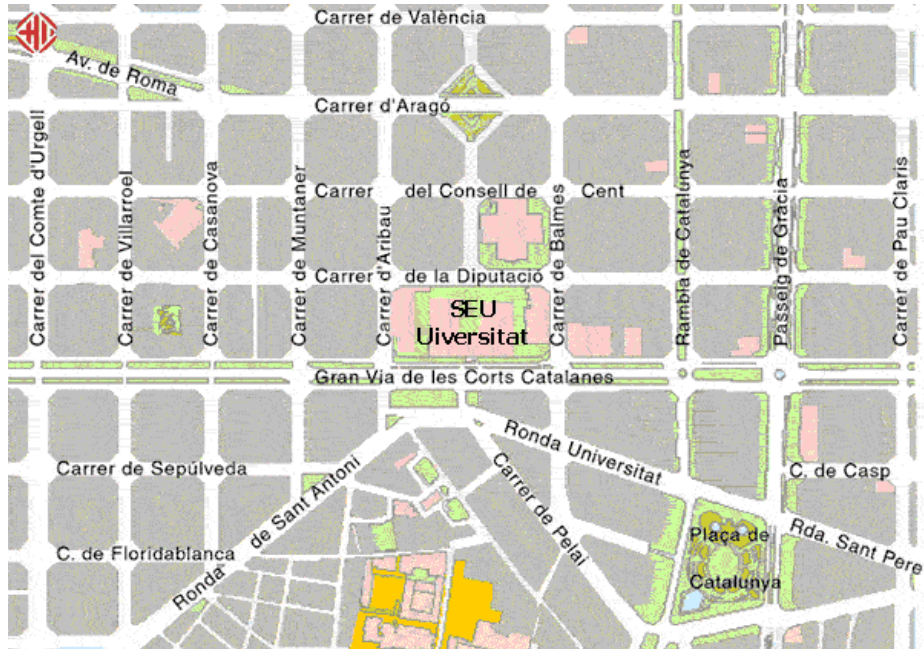 Carrer de València
Av. de Roma
Carrer d'Aragó
Carrer del Consell de Cent
Carrer del Comte d'Urgell
Carrer de Villarroel
Carrer de Casanova
Carrer de Muntaner
Carrer d'Aribau
Carrer de Balmes
Rambla de Catalunya
Passeig de Gràcia
Carrer de Pau Claris
Carrer de la Diputació
SEU
Uiversitat
Gran Via de les Corts Catalanes
Ronda Universitat
Carrer de Sepúlveda
Ronda de Sant Antoni
Carrer de Pelai
C. de Casp
C. de Floridablanca
Plaça de
Catalunya
Rda. Sant Pere